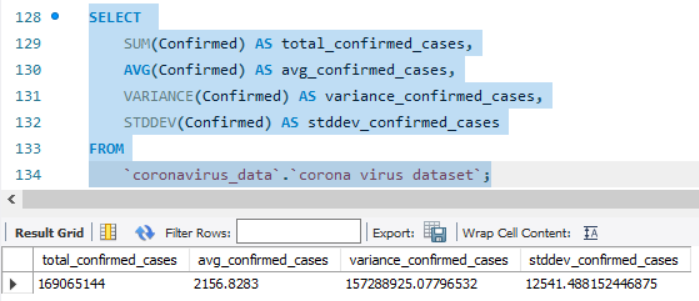 128 SELECT
129 SUM(Confirmed) AS total_confirmed_cases,
130 AVG(Confirmed) AS avg_confirmed_cases,
131 VARIANCE(Confirmed) AS variance_confirmed_cases,
132 STDDEV(Confirmed) AS stddev_confirmed_cases
133 FROM
134 `coronavirus_data`.`corona virus dataset`;
Result Grid Filter Rows: Export: Wrap Cell Content: IA
total_confirmed_cases avg_confirmed_cases variance_confirmed_cases stddev_confirmed_cases
169065144 2156.8283 157288925.07796532 12541.488152446875